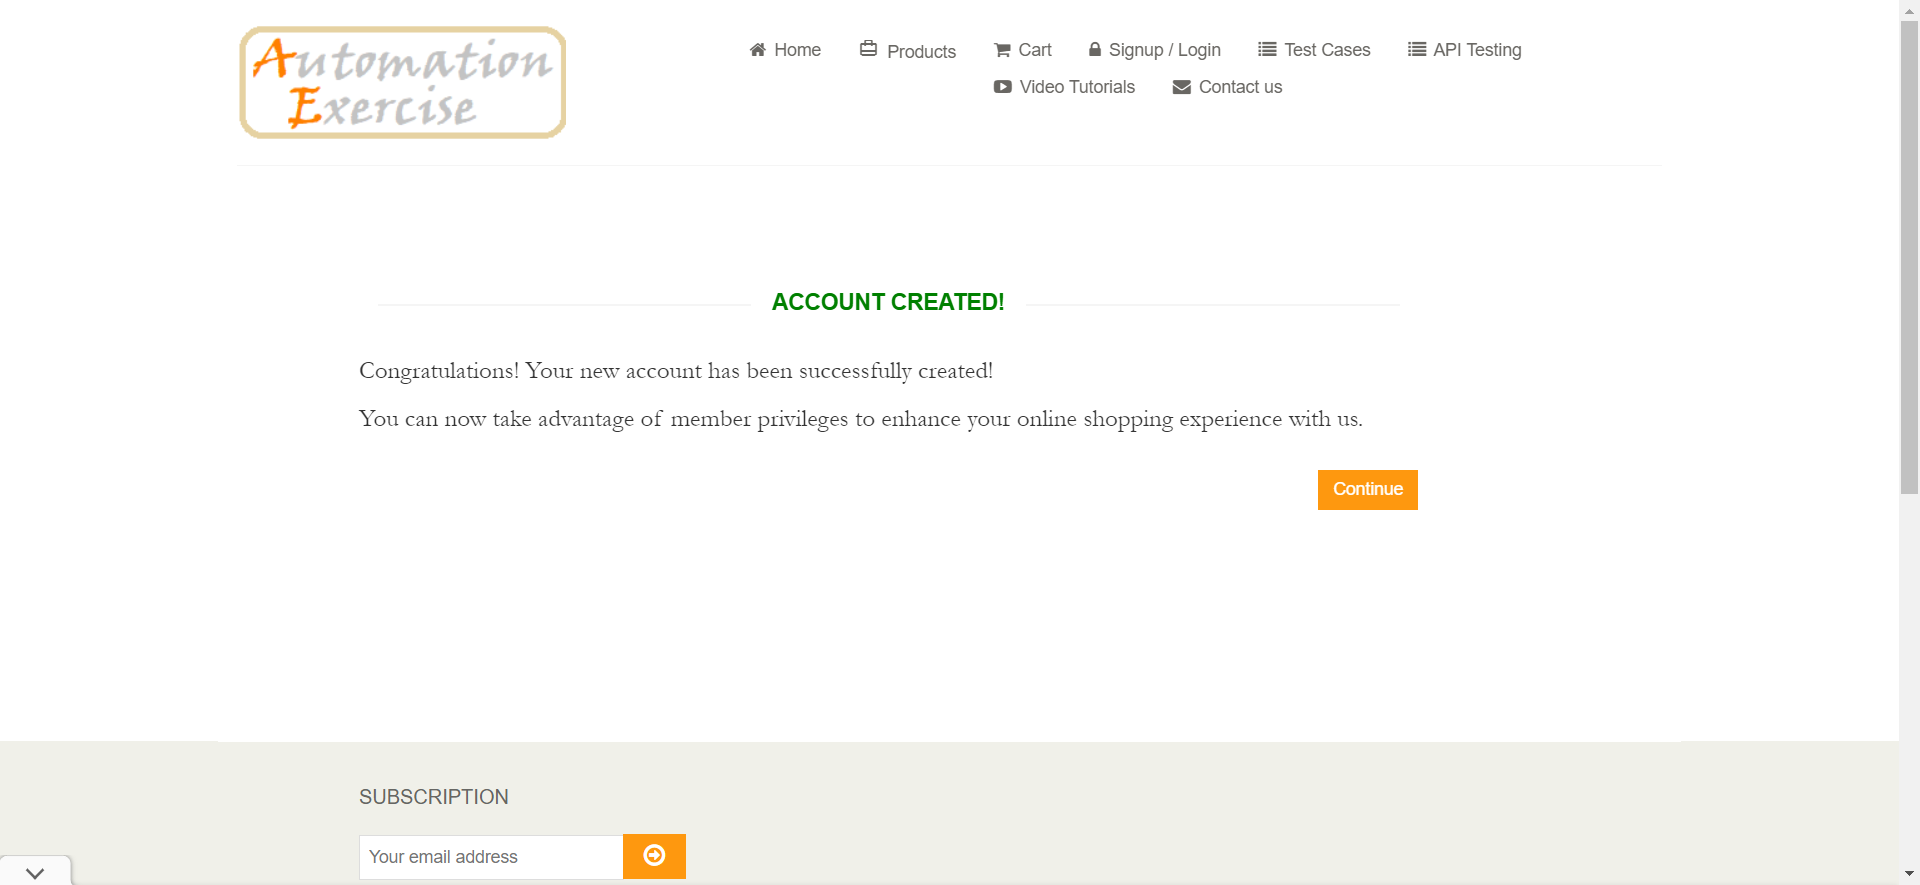 Automation
Exercise
Home
Products
Cart
Signup / Login
Test Cases
API Testing
Video Tutorials
Contact us
ACCOUNT CREATED!
Congratulations! Your new account has been successfully created!
You can now take advantage of member privileges to enhance your online shopping experience with us.
Continue
SUBSCRIPTION
Your email address